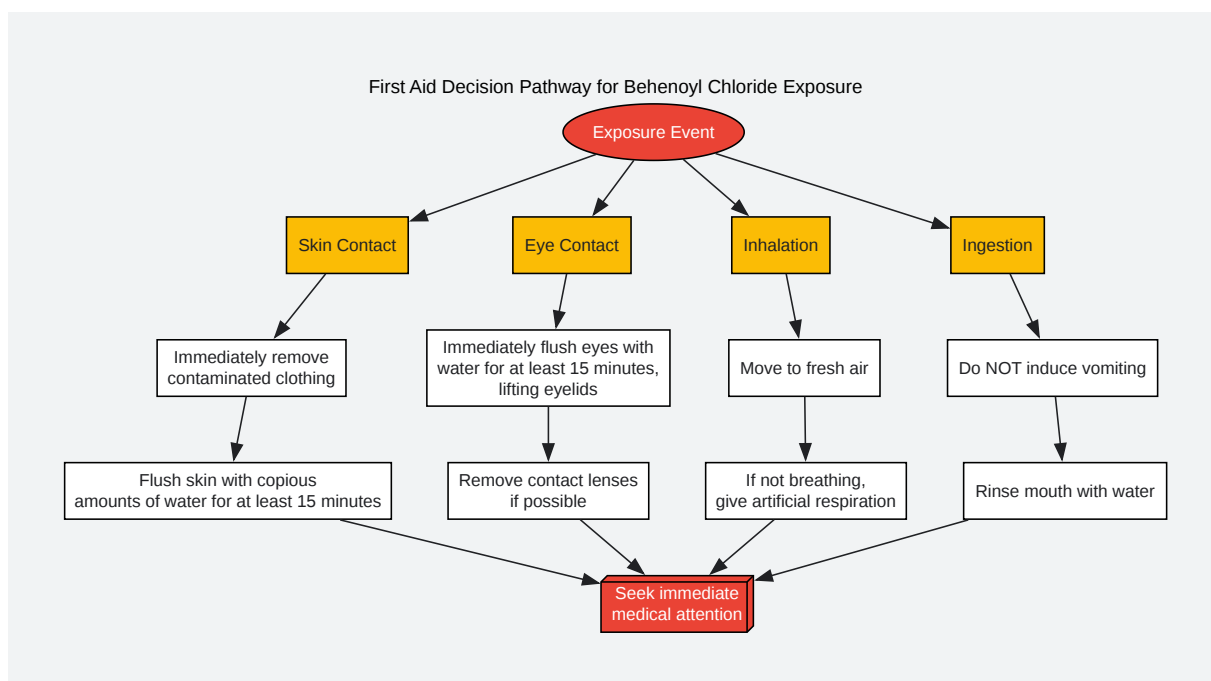 First Aid Decision Pathway for Behenoyl Chloride Exposure
Exposure Event
Skin Contact
Eye Contact
Inhalation
Ingestion
Immediately remove
contaminated clothing
Immediately flush eyes with
water for at least 15 minutes,
lifting eyelids
Move to fresh air
Do NOT induce vomiting
Flush skin with copious
amounts of water for at least 15 minutes
Remove contact lenses
if possible
If not breathing,
give artificial respiration
Rinse mouth with water
Seek immediate
medical attention